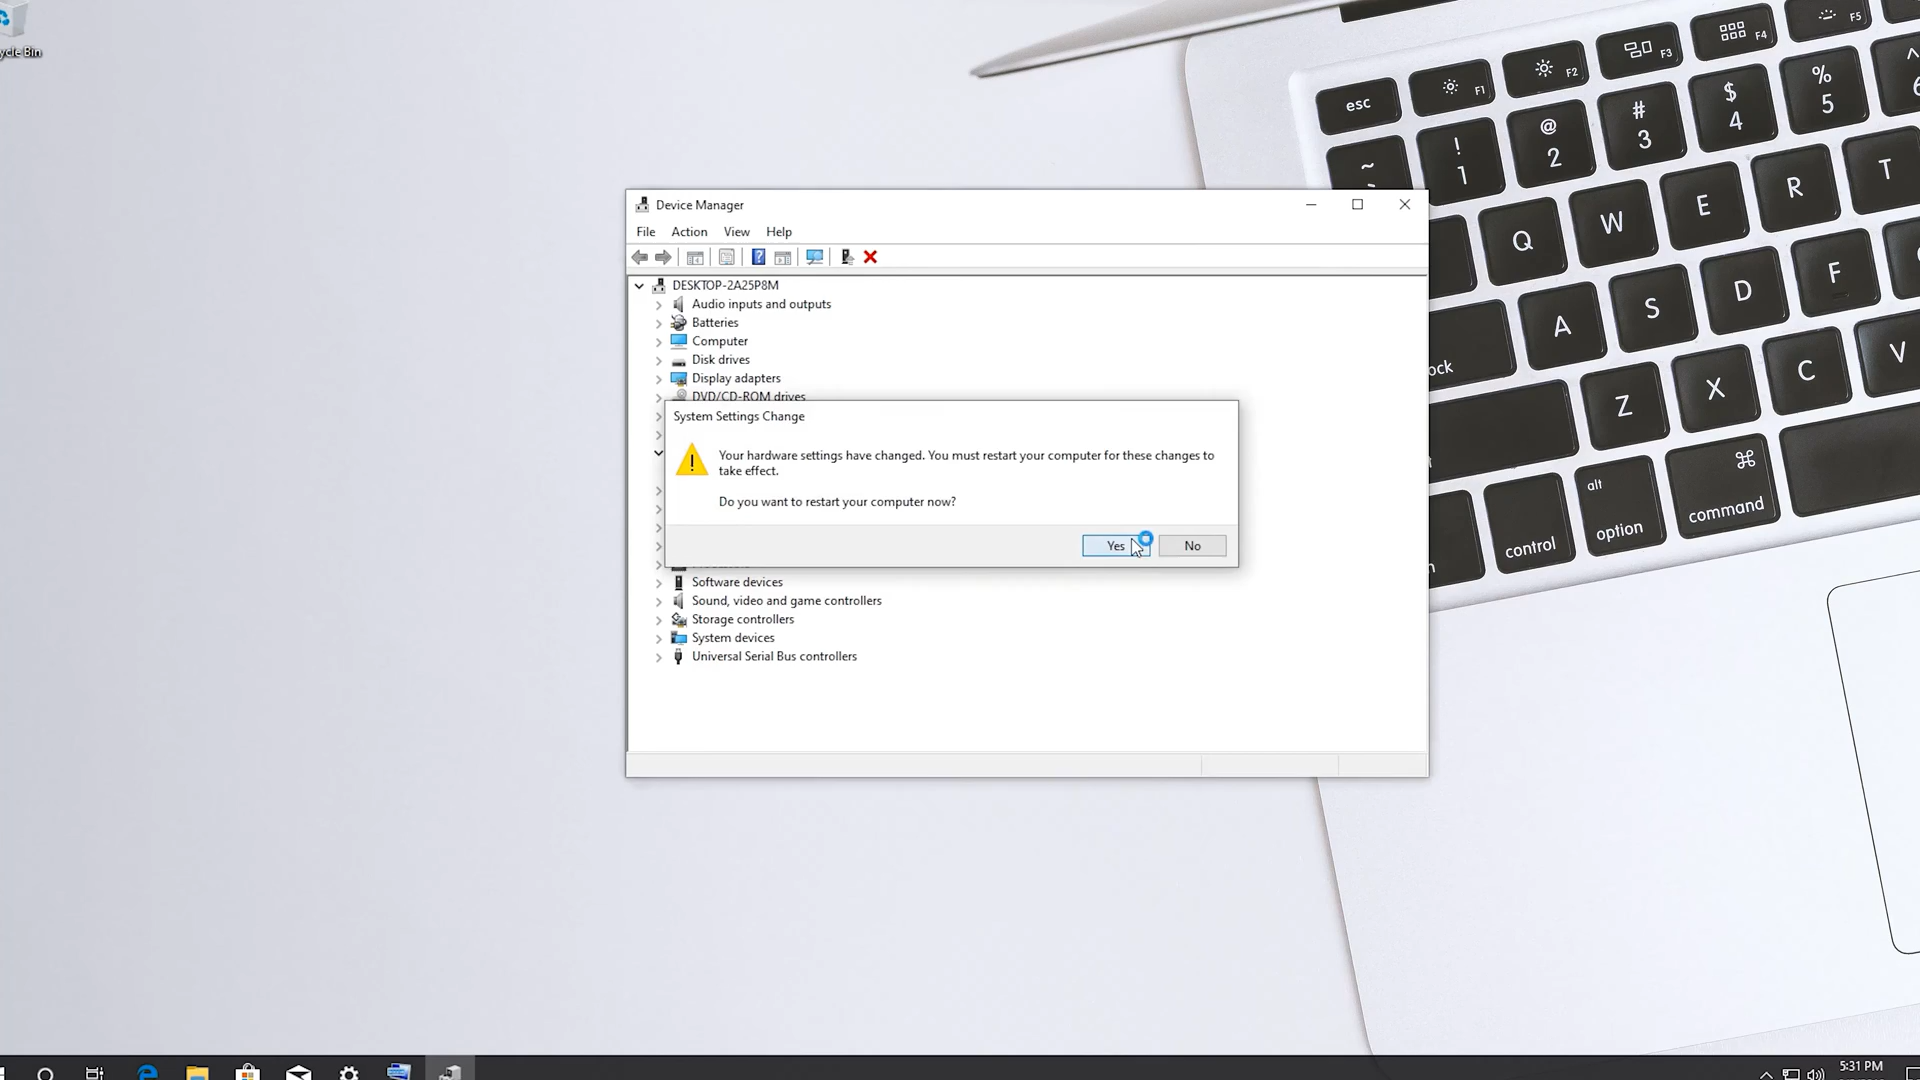 ycle Bin
Device Manager
File Action View Help
DESKTOP-2A25P8M
Audio inputs and outputs
Batteries
Computer
Disk drives
Display adapters
DVD/CD-ROM drives
System Settings Change
Your hardware settings have changed. You must restart your computer for these changes to
take effect.
Do you want to restart your computer now?
Yes No
Software devices
Sound, video and game controllers
Storage controllers
System devices
Universal Serial Bus controllers
esc F1 F2 F3 F4 F5
~ ! 1 @ 2 # 3 $ 4 % 5 ^ 6
Q W E R T
A S D F
ock
Z X C V
control alt option ⌘ command
5:31 PM